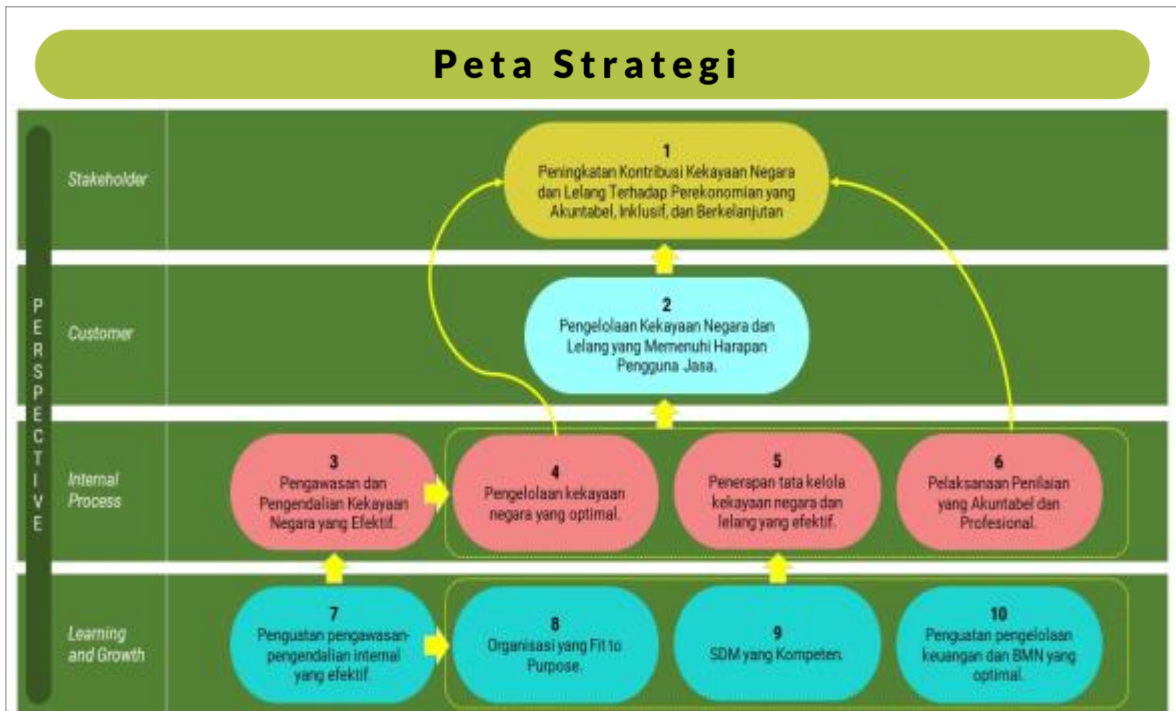 Peta Strategi
PERSPECTIVE
Stakeholder
1
Peningkatan Kontribusi Kekayaan Negara
dan Lelang Terhadap Perekonomian yang
Akuntabel, Inklusif, dan Berkelanjutan
Customer
2
Pengelolaan Kekayaan Negara dan
Lelang yang Memenuhi Harapan
Pengguna Jasa.
Internal
Process
3
Pengawasan dan
Pengendalian Kekayaan
Negara yang Efektif.
4
Pengelolaan kekayaan
negara yang optimal.
5
Penerapan tata kelola
kekayaan negara dan
lelang yang efektif.
6
Pelaksanaan Penilaian
yang Akuntabel dan
Profesional.
Learning
and Growth
7
Penguatan pengawasan-
pengendalian internal
yang efektif.
8
Organisasi yang Fit to
Purpose.
9
SDM yang Kompeten.
10
Penguatan pengelolaan
keuangan dan BMN yang
optimal.